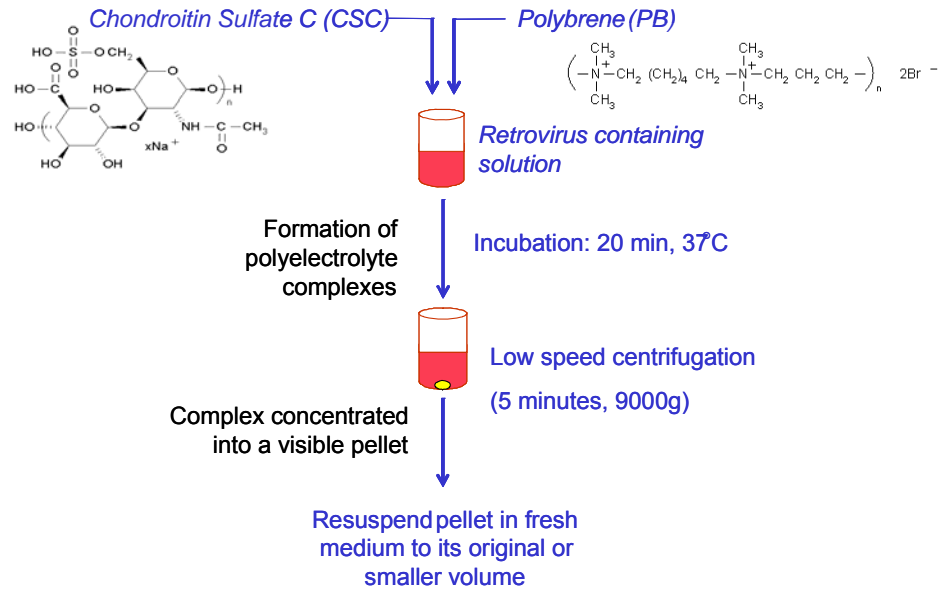 Chondroitin Sulfate C (CSC)
Polybrene (PB)
O
HO–S–OCH₂
O
O
HO
O
HO
O–)–H
n
O
HO
O
O
NH–C–CH₃
O
HO
xNa⁺
HO
OH
CH₃ CH₃
(–N⁺–CH₂ (CH₂)₄ CH₂ –N⁺–CH₂ CH₂ CH₂ –)n 2Br⁻
CH₃ CH₃
Retrovirus containing
solution
Formation of
polyelectrolyte
complexes
Incubation: 20 min, 37°C
Low speed centrifugation
(5 minutes, 9000g)
Complex concentrated
into a visible pellet
Resuspend pellet in fresh
medium to its original or
smaller volume